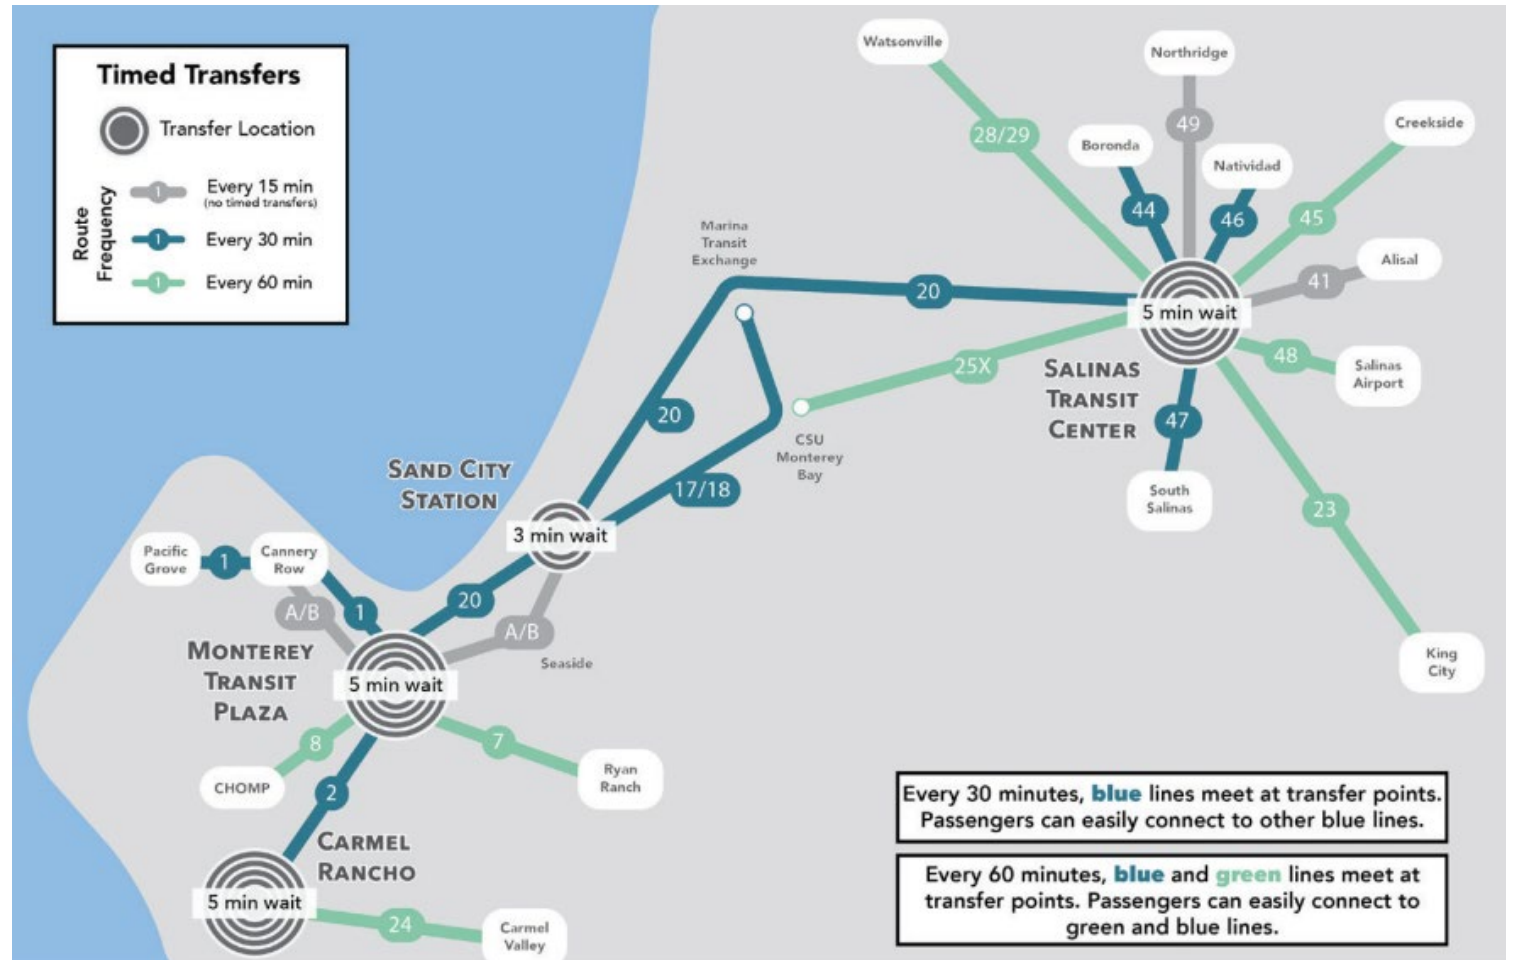 Timed Transfers
Transfer Location
Route
Frequency
1
Every 15 min
(no timed transfers)
1
Every 30 min
1
Every 60 min
Watsonville
28/29
Northridge
49
Boronda
44
Natividad
46
Creekside
45
Alisal
41
5 min wait
SALINAS
TRANSIT
CENTER
48
Salinas
Airport
47
South
Salinas
23
King
City
Marina
Transit
Exchange
20
25X
20
CSU
Monterey
Bay
17/18
SAND CITY
STATION
3 min wait
Pacific
Grove
1
Cannery
Row
A/B
1
20
A/B
Seaside
MONTEREY
TRANSIT
PLAZA
5 min wait
8
CHOMP
7
Ryan
Ranch
2
CARMEL
RANCHO
5 min wait
24
Carmel
Valley
Every 30 minutes, blue lines meet at transfer points.
Passengers can easily connect to other blue lines.
Every 60 minutes, blue and green lines meet at
transfer points. Passengers can easily connect to
green and blue lines.